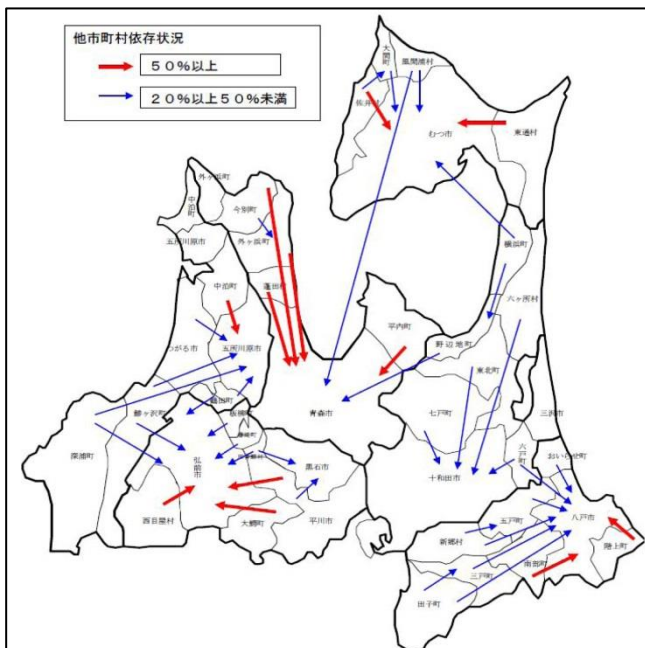 他市町村依存状況
５０％以上
２０％以上５０％未満
大間町
風間浦村
佐井村
むつ市
東通村
外ヶ浜町
中泊町
今別町
五所川原市
外ヶ浜町
横浜町
中泊町
蓬田村
六ヶ所村
平内町
つがる市
五所川原市
野辺地町
東北町
鶴田町
青森市
七戸町
三沢市
鰺ヶ沢町
板柳町
深浦町
弘前市
黒石市
十和田市
六戸町
おいらせ町
西目屋村
大鰐町
平川市
五戸町
八戸市
新郷村
階上町
三戸町
南部町
田子町